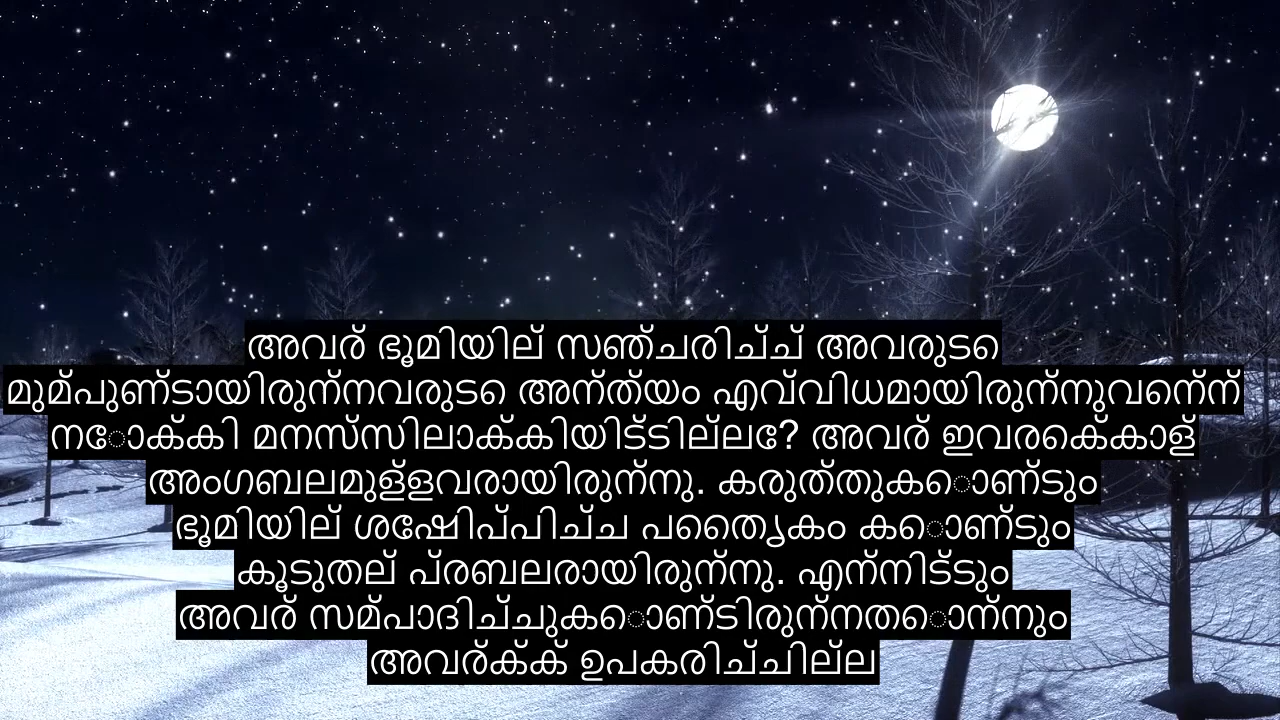 അവര് ഭൂമിയില് സഞ്ചരിച്ച് അവരുടെ
മുമ്പുണ്ടായിരുന്നവരുടെ അന്ത്യം എവ്വിധമായിരുന്നുവെന്ന്
നോക്കി മനസ്സിലാക്കിയിട്ടില്ലേ? അവര് ഇവരെക്കാള്
അംഗബലമുള്ളവരായിരുന്നു. കരുത്തുകൊണ്ടും
ഭൂമിയില് ശേഷിപ്പിച്ച പൈതൃകം കൊണ്ടും
കൂടുതല് പ്രബലരായിരുന്നു. എന്നിട്ടും
അവര് സമ്പാദിച്ചുകൊണ്ടിരുന്നതൊന്നും
അവര്ക്ക് ഉപകരിച്ചില്ല